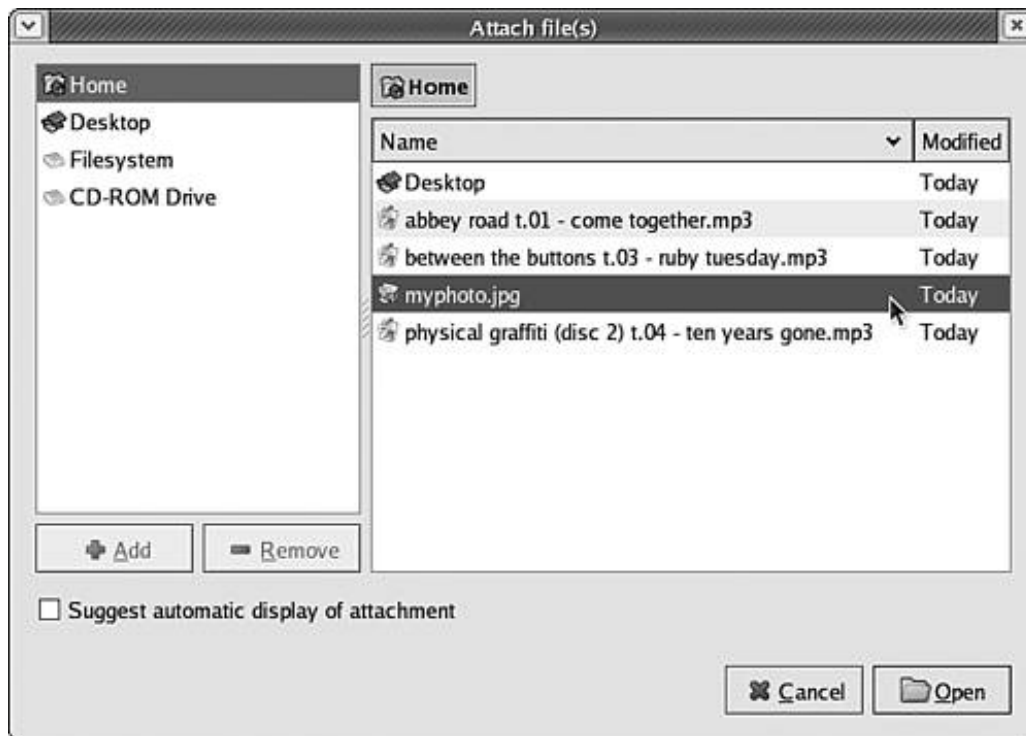 Attach file(s)
Home
Desktop
Filesystem
CD-ROM Drive
Add
Remove
Home
Name Modified
Desktop Today
abbey road t.01 - come together.mp3 Today
between the buttons t.03 - ruby tuesday.mp3 Today
myphoto.jpg Today
physical graffiti (disc 2) t.04 - ten years gone.mp3 Today
Suggest automatic display of attachment
Cancel
Open